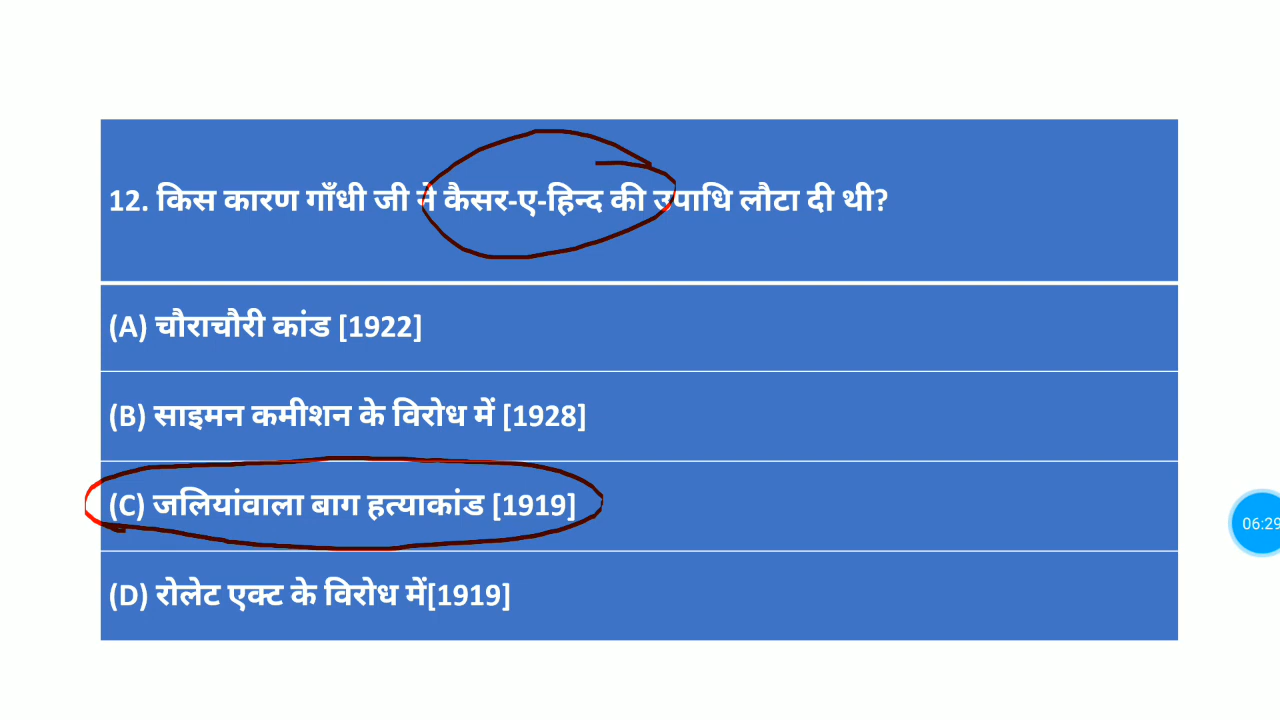 12. किस कारण गाँधी जी ने कैसर-ए-हिन्द की उपाधि लौटा दी थी?
(A) चौराचौरी कांड [1922]
(B) साइमन कमीशन के विरोध में [1928]
(C) जलियांवाला बाग हत्याकांड [1919]
(D) रोलेट एक्ट के विरोध में[1919]
06:29